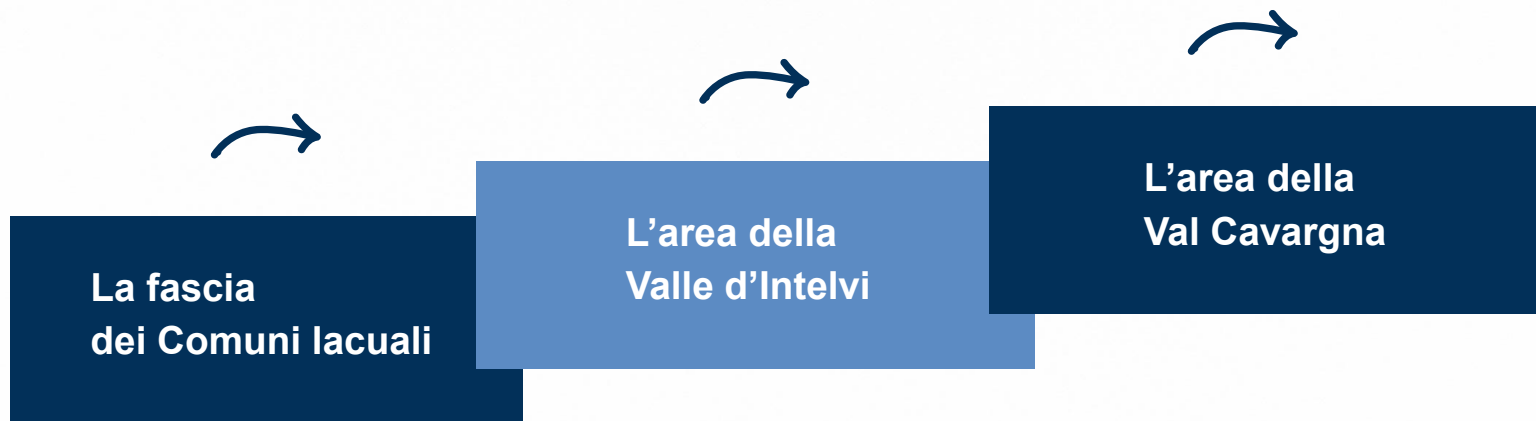 La fascia
dei Comuni lacuali
L’area della
Valle d’Intelvi
L’area della
Val Cavargna